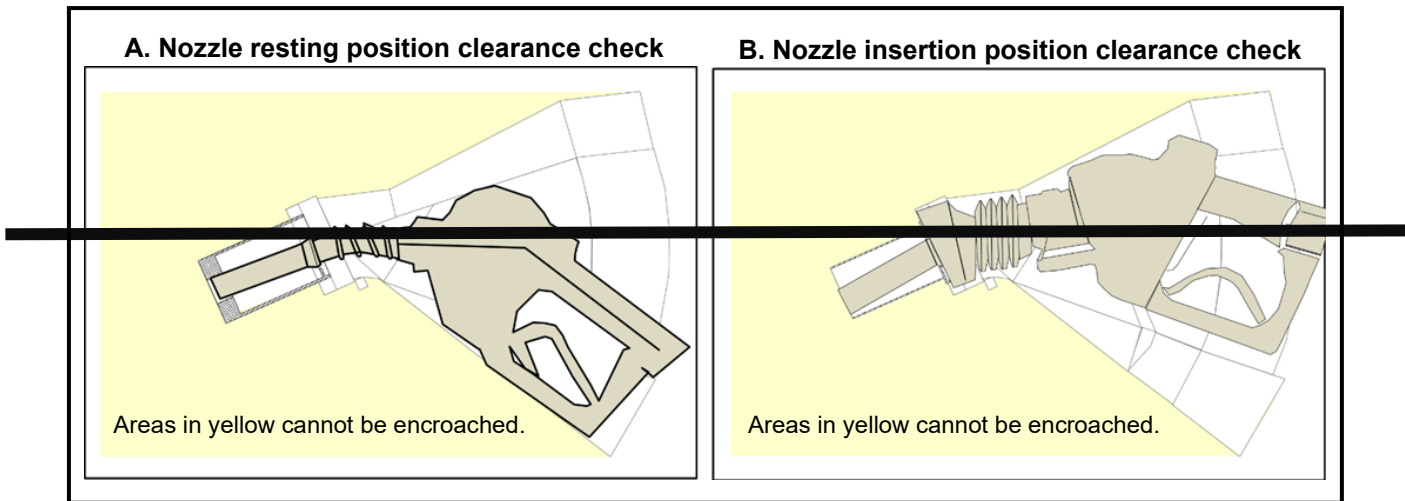 A. Nozzle resting position clearance check
B. Nozzle insertion position clearance check
Areas in yellow cannot be encroached.
Areas in yellow cannot be encroached.